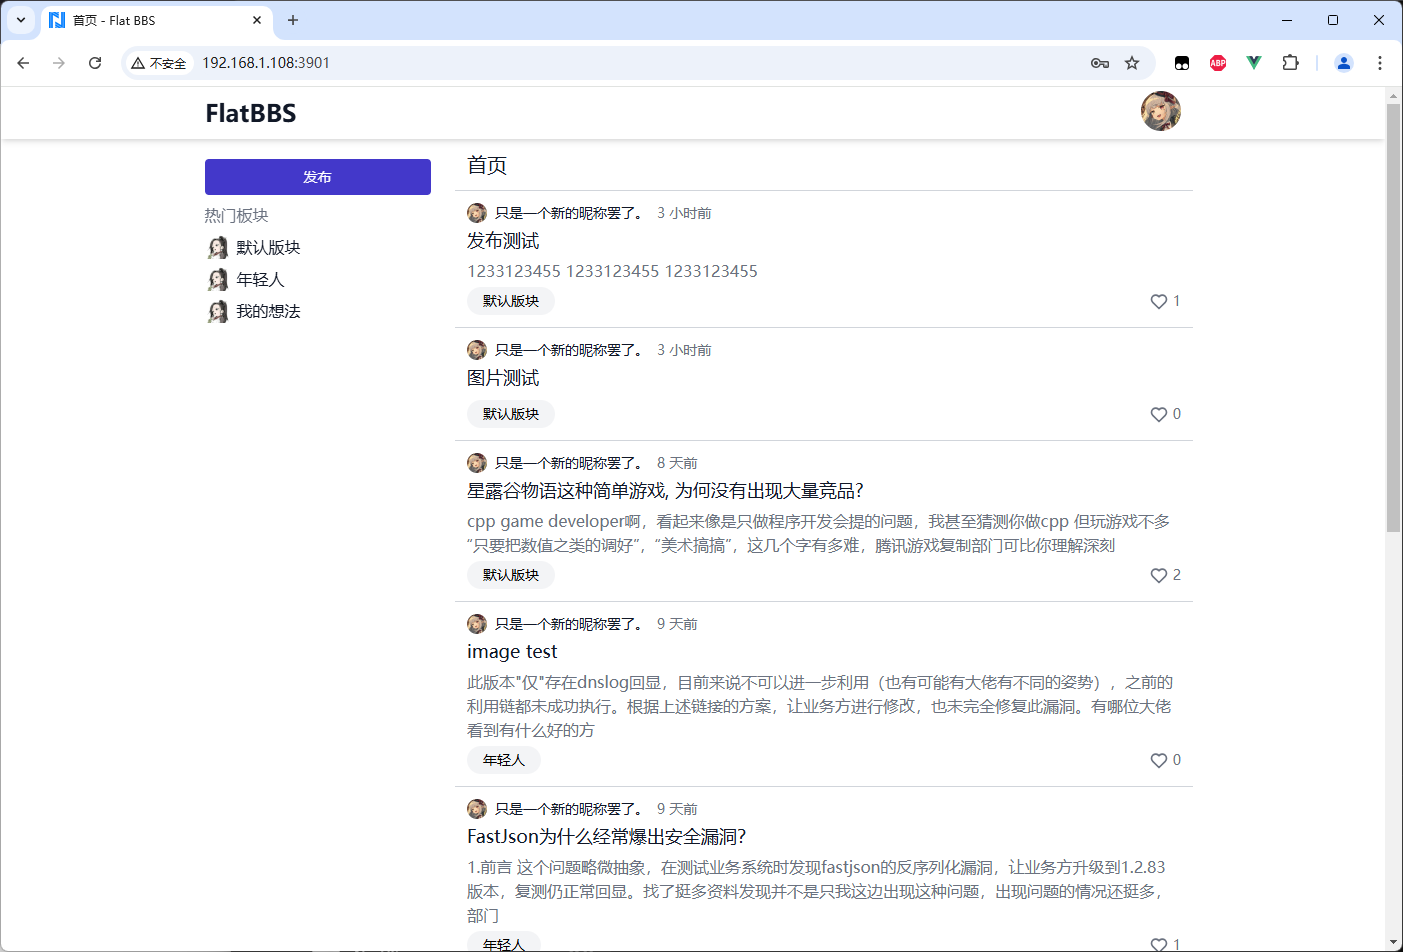 首页 - Flat BBS
不安全
192.168.1.108:3901
ABP
FlatBBS
发布
热门板块
默认版块
年轻人
我的想法
首页
只是一个新的昵称罢了。 3 小时前
发布测试
1233123455 1233123455 1233123455
默认版块
1
只是一个新的昵称罢了。 3 小时前
图片测试
默认版块
0
只是一个新的昵称罢了。 8 天前
星露谷物语这种简单游戏, 为何没有出现大量竞品？
cpp game developer啊，看起来像是只做程序开发会提的问题，我甚至猜测你做cpp 但玩游戏不多
“只要把数值之类的调好”，“美术搞搞”，这几个字有多难，腾讯游戏复制部门可比你理解深刻
默认版块
2
只是一个新的昵称罢了。 9 天前
image test
此版本"仅"存在dnslog回显，目前来说不可以进一步利用（也有可能有大佬有不同的姿势），之前的
利用链都未成功执行。根据上述链接的方案，让业务方进行修改，也未完全修复此漏洞。有哪位大佬
看到有什么好的方
年轻人
0
只是一个新的昵称罢了。 9 天前
FastJson为什么经常爆出安全漏洞？
1.前言 这个问题略微抽象，在测试业务系统时发现fastjson的反序列化漏洞，让业务方升级到1.2.83
版本，复测仍正常回显。找了挺多资料发现并不是只我这边出现这种问题，出现问题的情况还挺多，
部门
年轻人
1